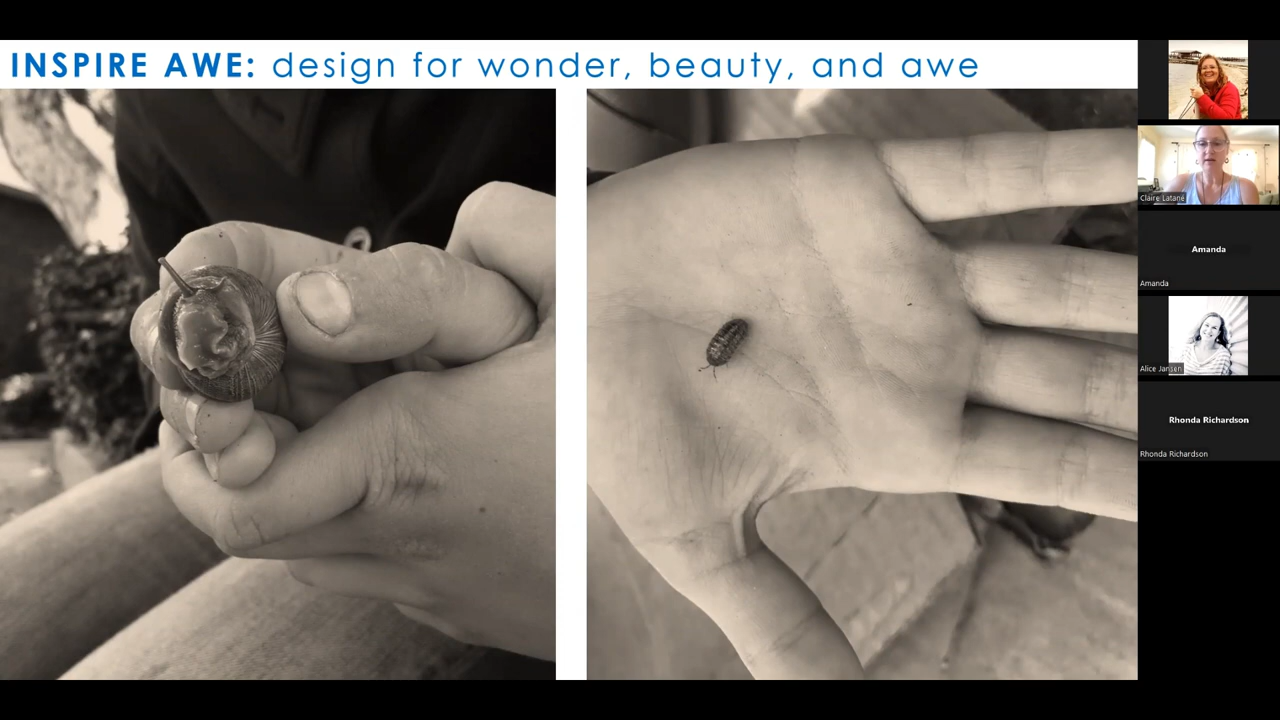 INSPIRE AWE: design for wonder, beauty, and awe
Claire Latane
Amanda
Amanda
Alice Jansen
Rhonda Richardson
Rhonda Richardson